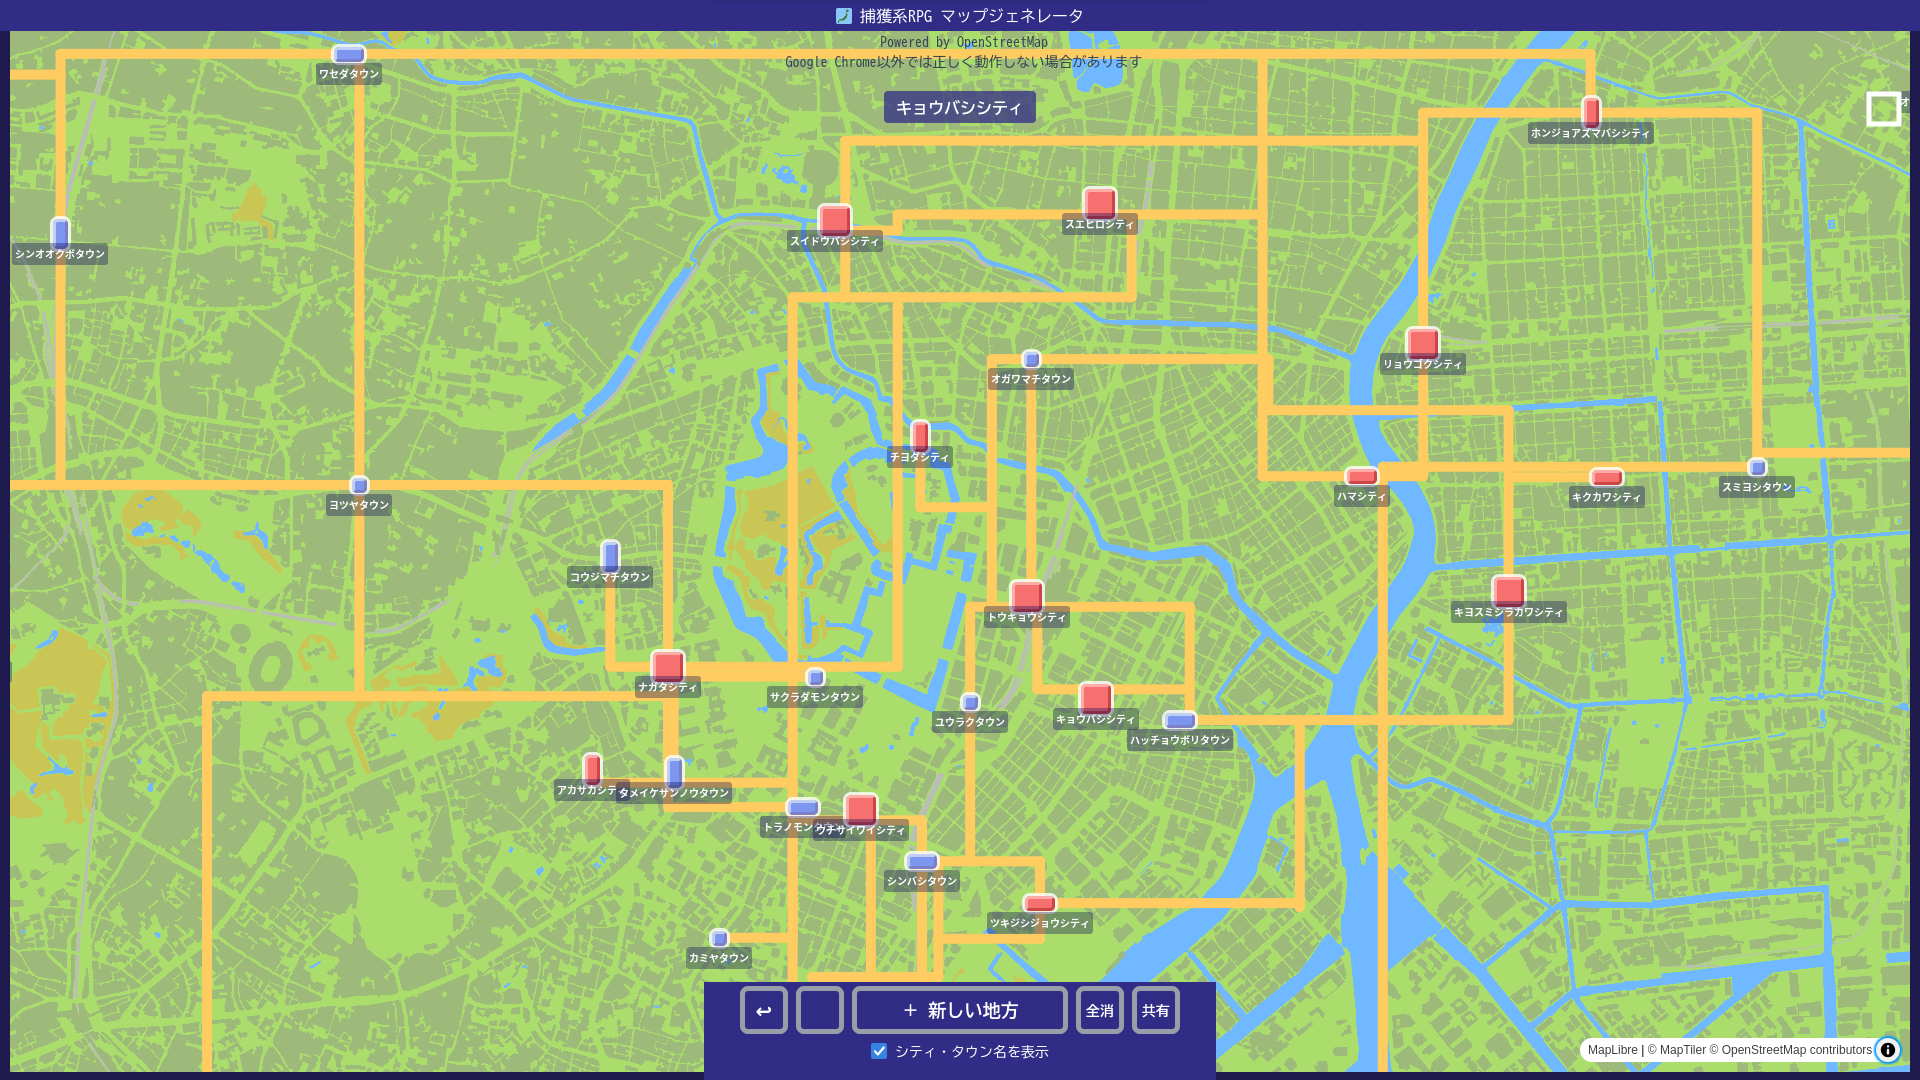 捕獲系RPG マップジェネレータ
Powered by OpenStreetMap
Google Chrome以外では正しく動作しない場合があります
ワセダタウン
キョウバシシティ
オ
ホンジョアズマバシシティ
スエヒロシティ
スイドウバシシティ
シンオオクボタウン
リョウゴクシティ
オガワマチタウン
チヨダシティ
スミヨシタウン
ハマシティ
キクカワシティ
ヨツヤタウン
コウジマチタウン
キヨスミシラカワシティ
トウキョウシティ
ナガタシティ
サクラダモンタウン
ユウラクタウン
キョウバシシティ
ハッチョウボリタウン
アカサカシテ
タメイケサンノウタウン
トラノモン
ウチサイワイシティ
シンバシタウン
ツキジシジョウシティ
カミヤタウン
↩ ＋ 新しい地方 全消 共有
シティ・タウン名を表示
MapLibre | © MapTiler © OpenStreetMap contributors